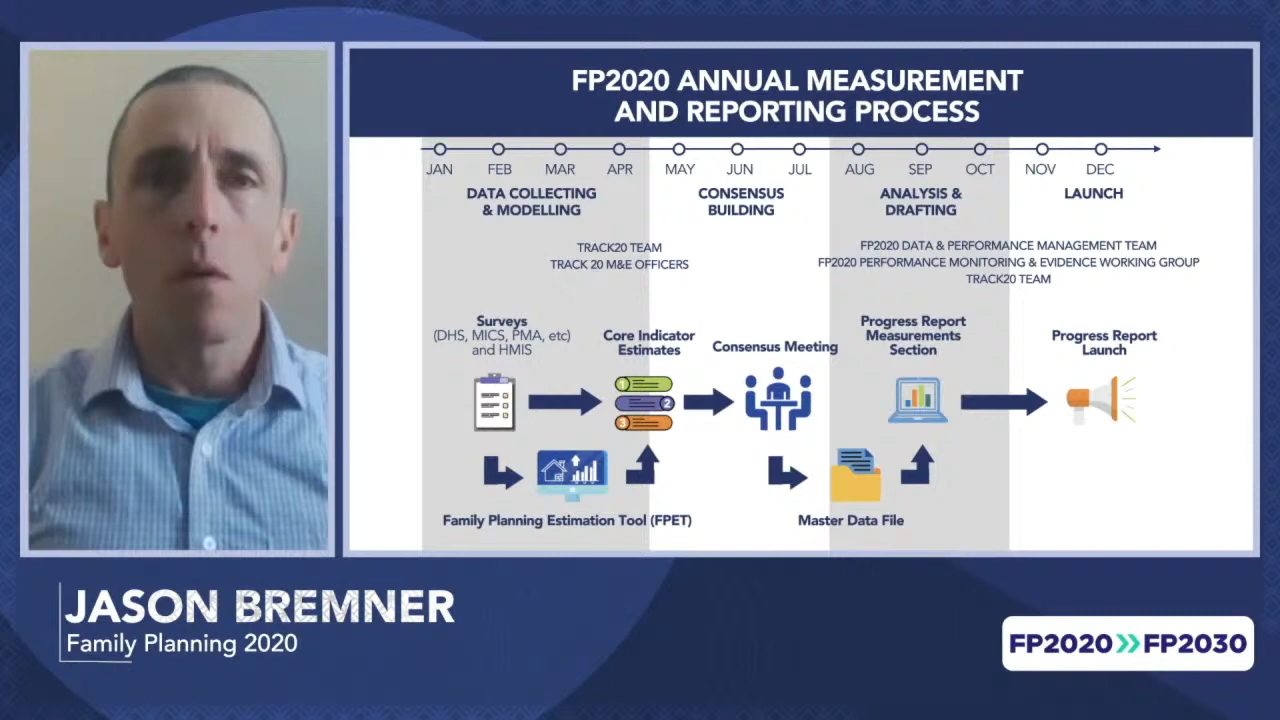 FP2020 ANNUAL MEASUREMENT
AND REPORTING PROCESS
JAN FEB MAR APR MAY JUN JUL AUG SEP OCT NOV DEC
DATA COLLECTING
& MODELLING
CONSENSUS
BUILDING
ANALYSIS &
DRAFTING
LAUNCH
TRACK20 TEAM
TRACK 20 M&E OFFICERS
FP2020 DATA & PERFORMANCE MANAGEMENT TEAM
FP2020 PERFORMANCE MONITORING & EVIDENCE WORKING GROUP
TRACK20 TEAM
Surveys
(DHS, MICS, PMA, etc)
and HMIS
Core Indicator
Estimates
Consensus Meeting
Progress Report
Measurements
Section
Progress Report
Launch
1
2
3
Family Planning Estimation Tool (FPET)
Master Data File
JASON BREMNER
Family Planning 2020
FP2020 FP2030